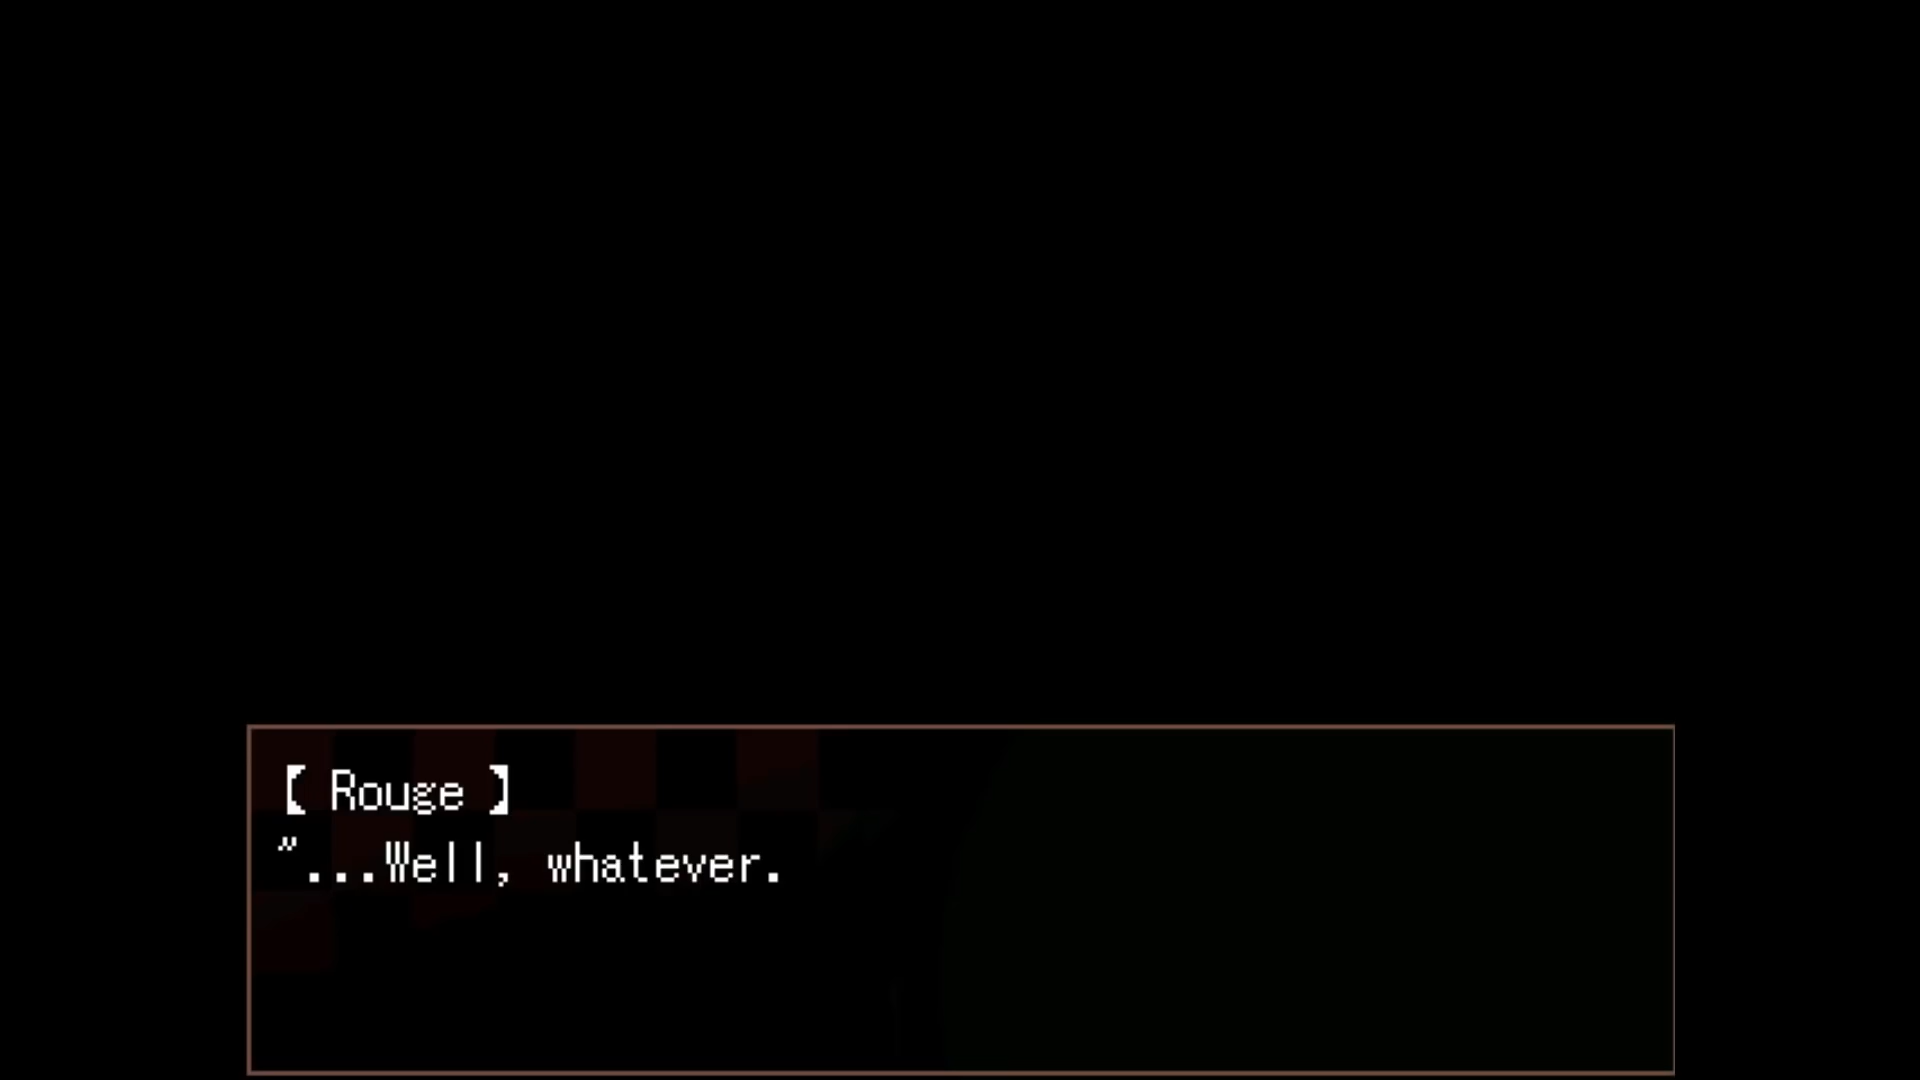 【 Rouge 】
"...Well, whatever.